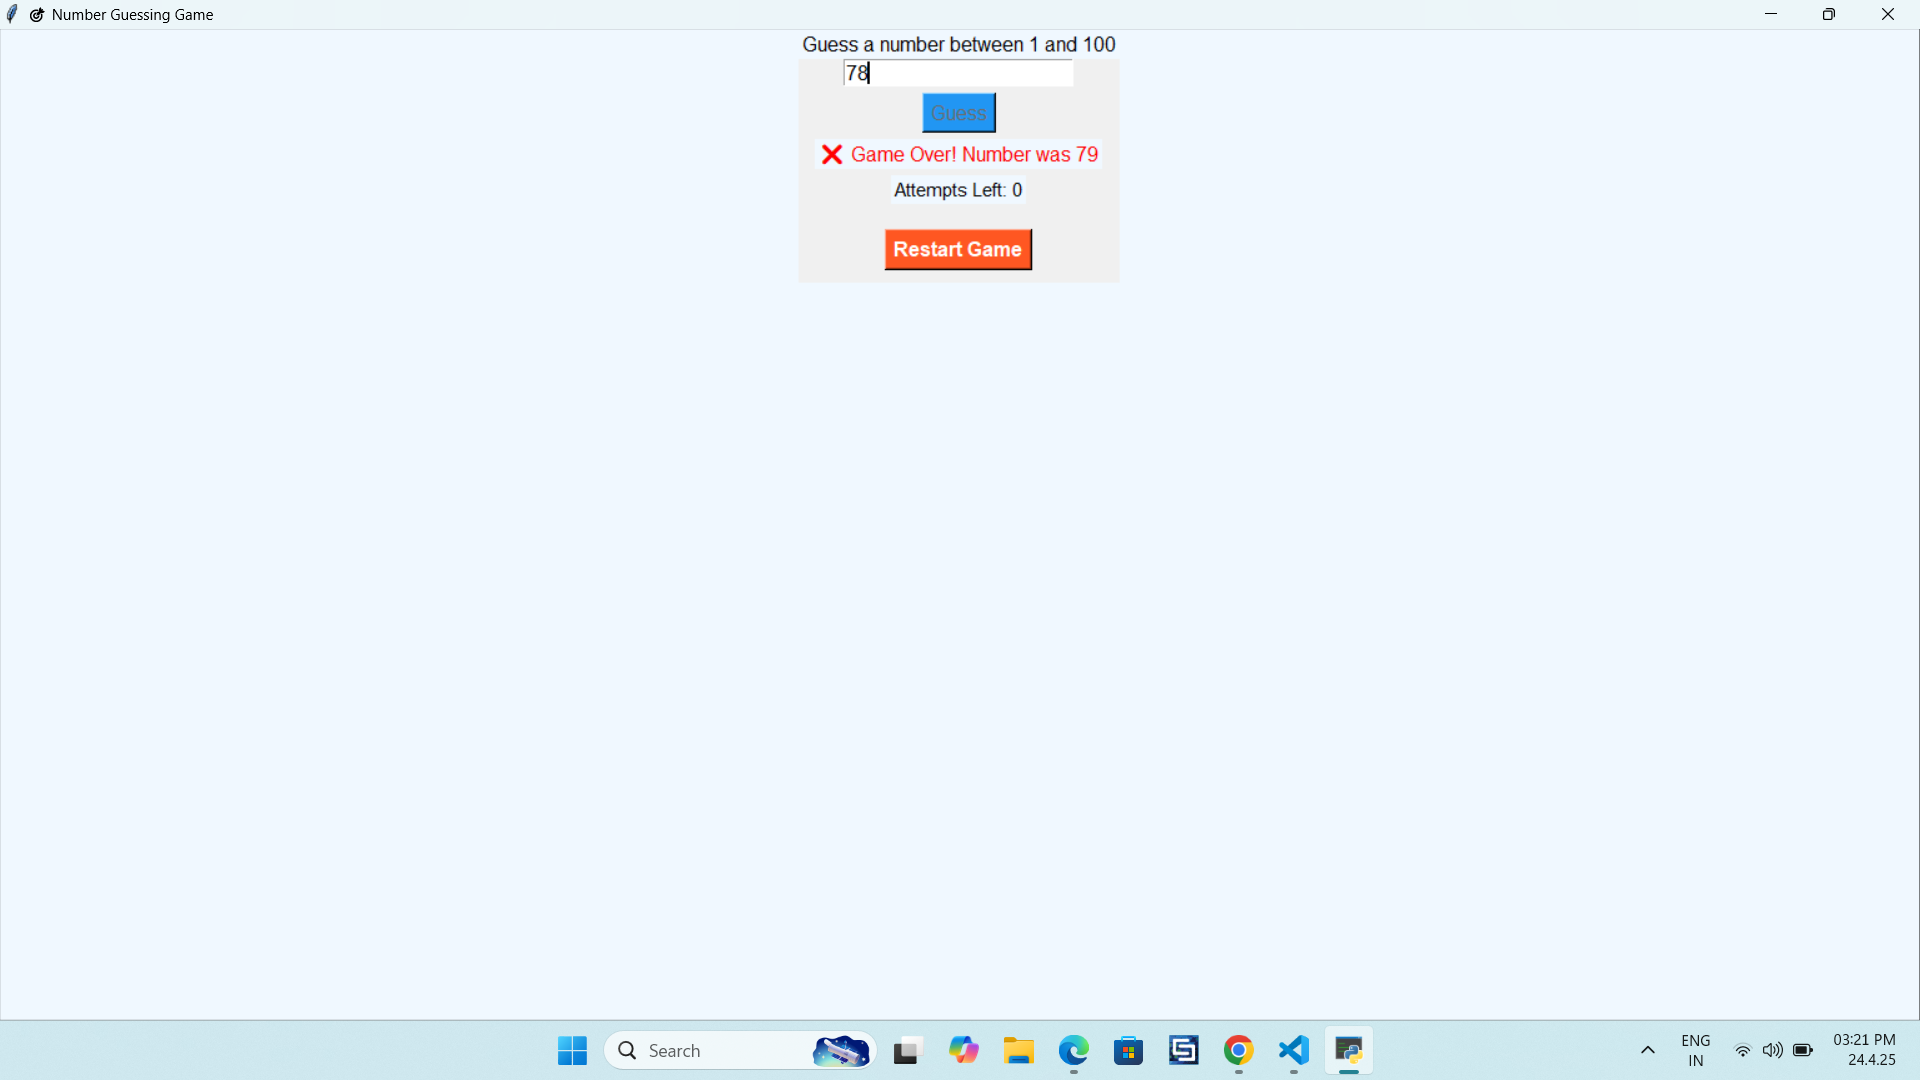 Number Guessing Game
Guess a number between 1 and 100
78
Guess
❌ Game Over! Number was 79
Attempts Left: 0
Restart Game
Search
ENG
IN
03:21 PM
24.4.25